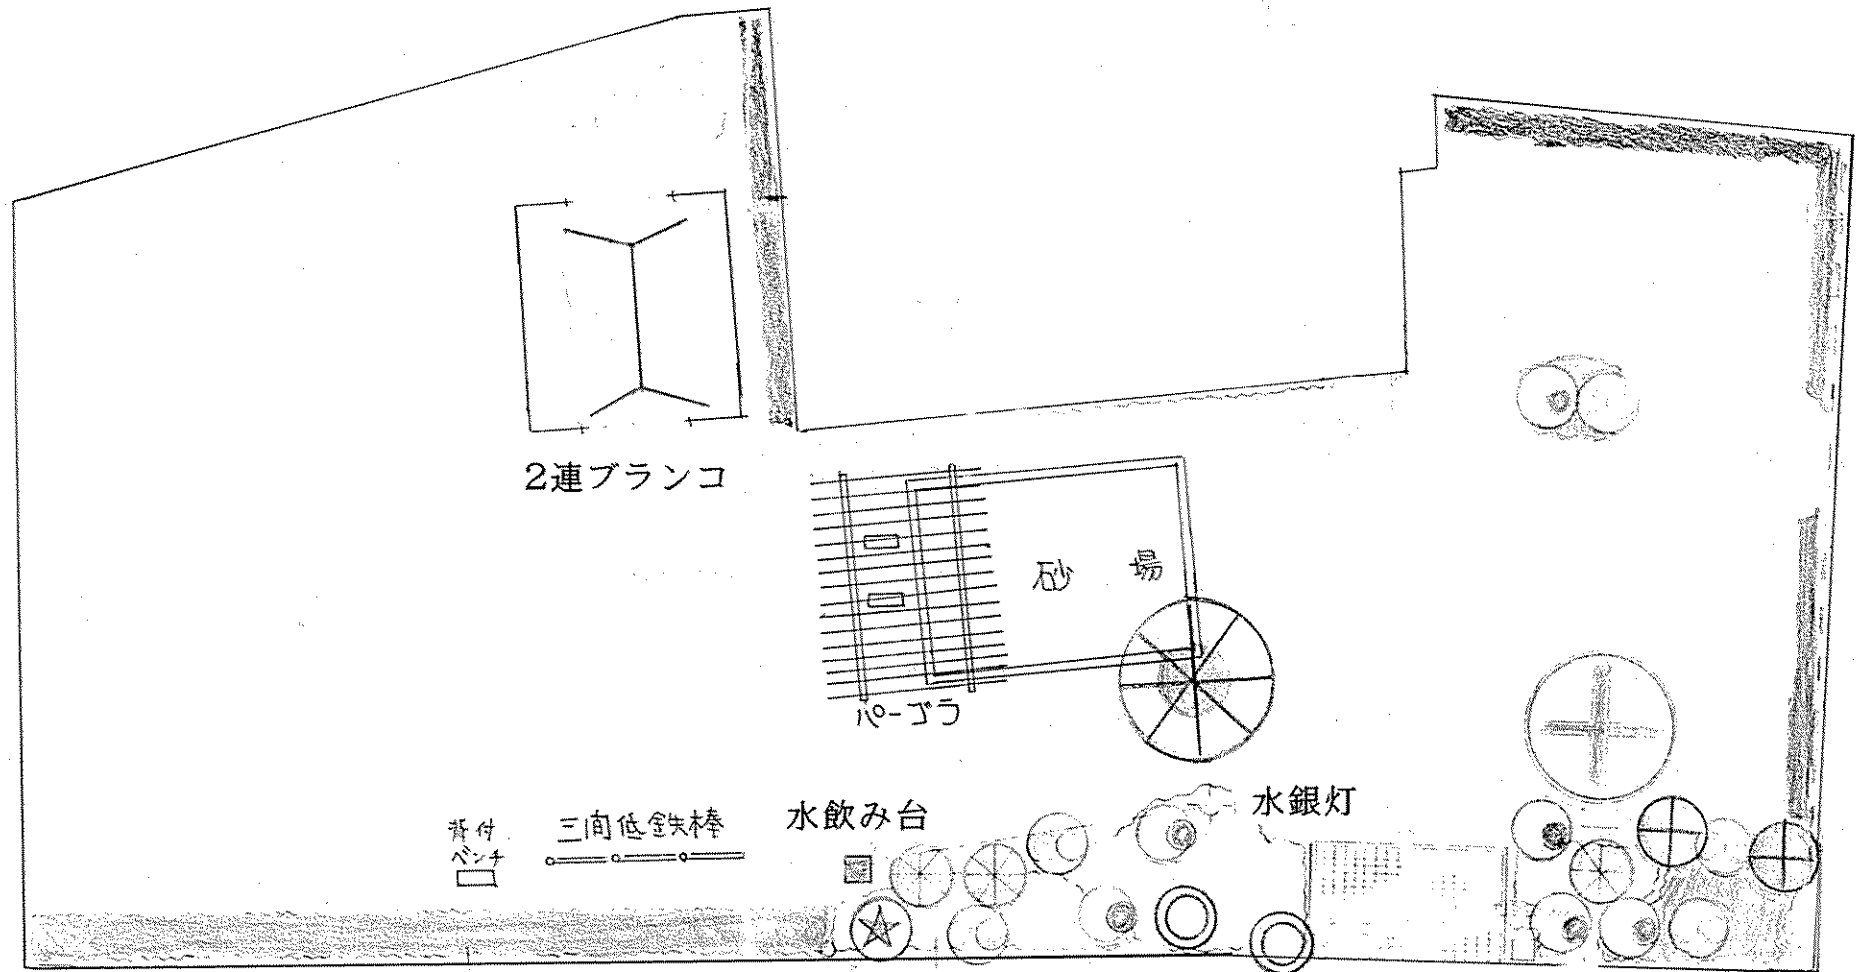 2連ブランコ
砂場
パーゴラ
水飲み台
水銀灯
背付
ベンチ
三間低鉄棒